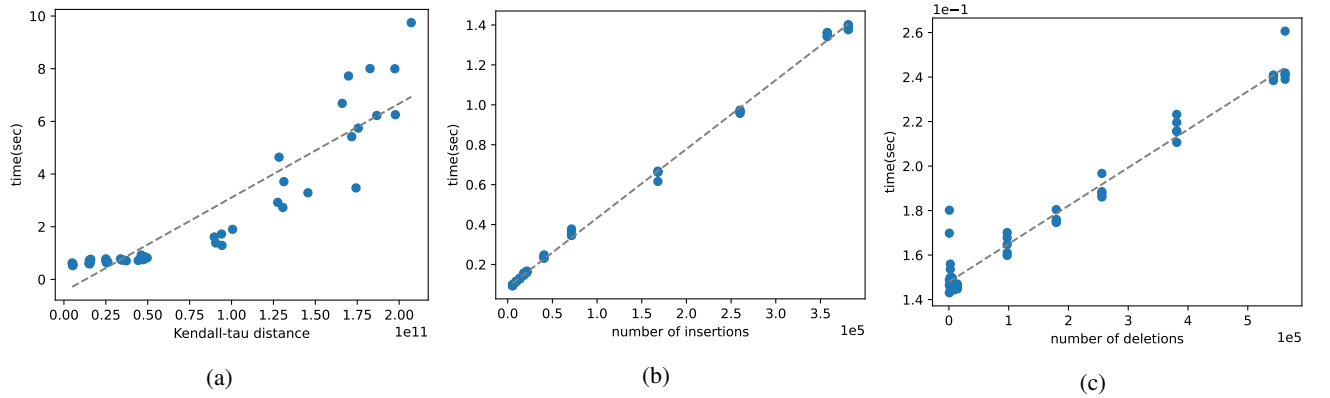 10
8
6
4
2
0
time(sec)
0.00 0.25 0.50 0.75 1.00 1.25 1.50 1.75 2.00
1e11
Kendall-tau distance
(a)
1.4
1.2
1.0
0.8
0.6
0.4
0.2
time(sec)
0.0 0.5 1.0 1.5 2.0 2.5 3.0 3.5
1e5
number of insertions
(b)
1e−1
2.6
2.4
2.2
2.0
1.8
1.6
1.4
time(sec)
0 1 2 3 4 5
1e5
number of deletions
(c)